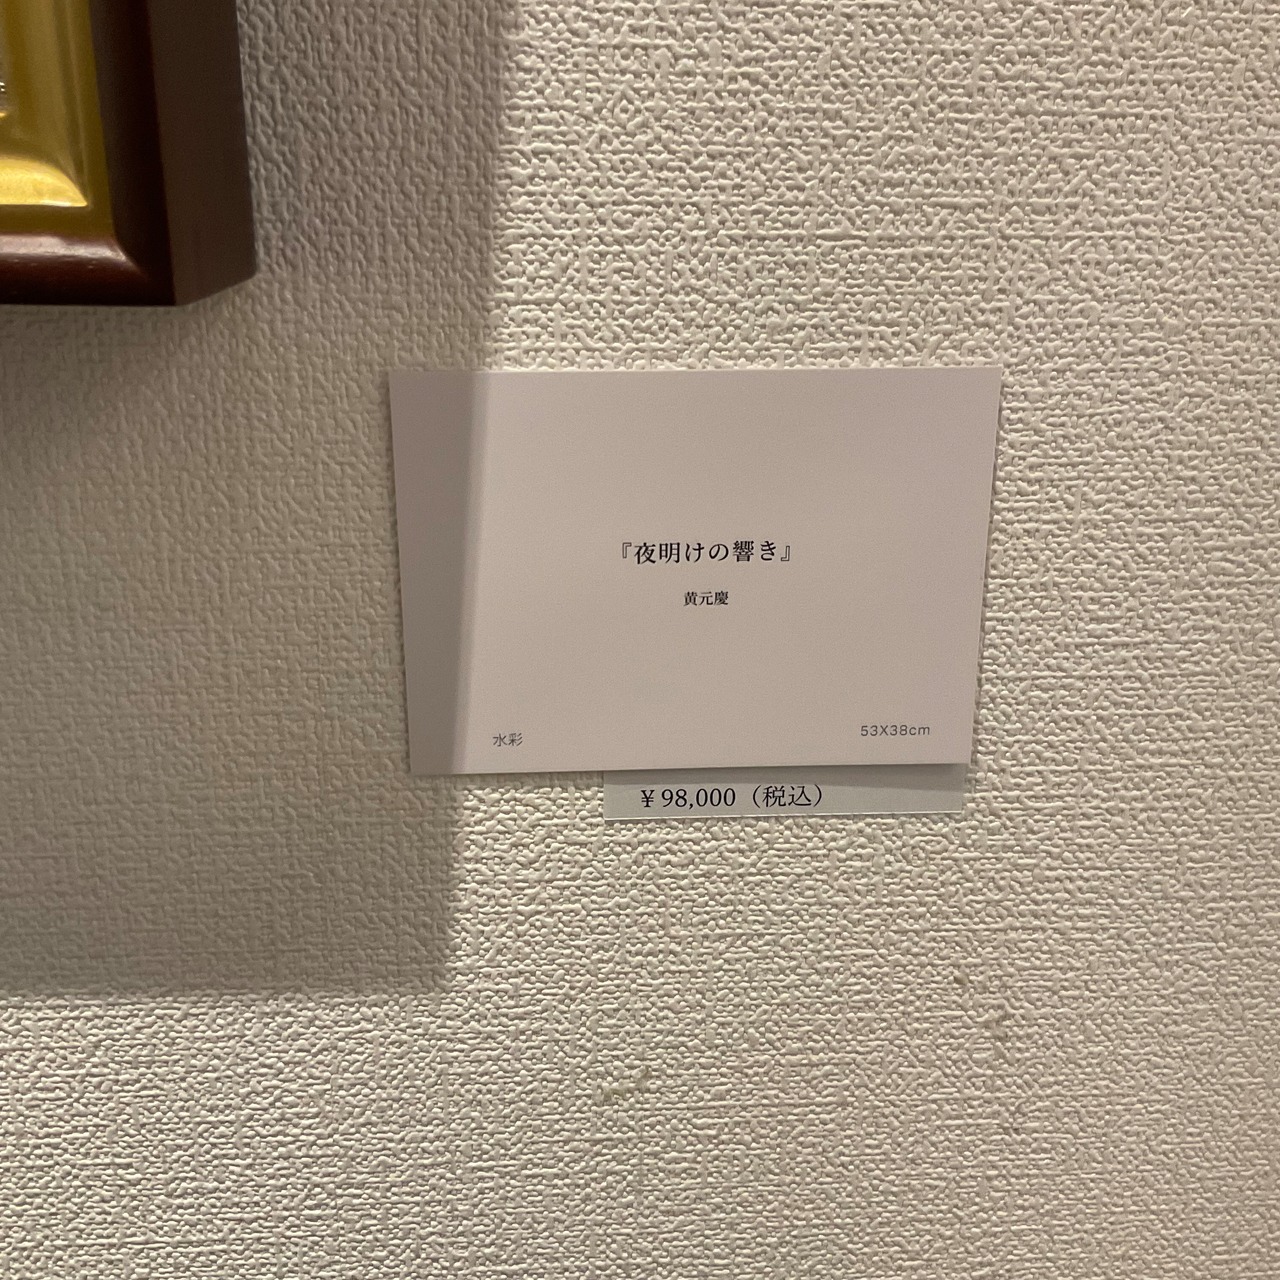 『夜明けの響き』
黄元慶
水彩
53X38cm
¥98,000（税込）